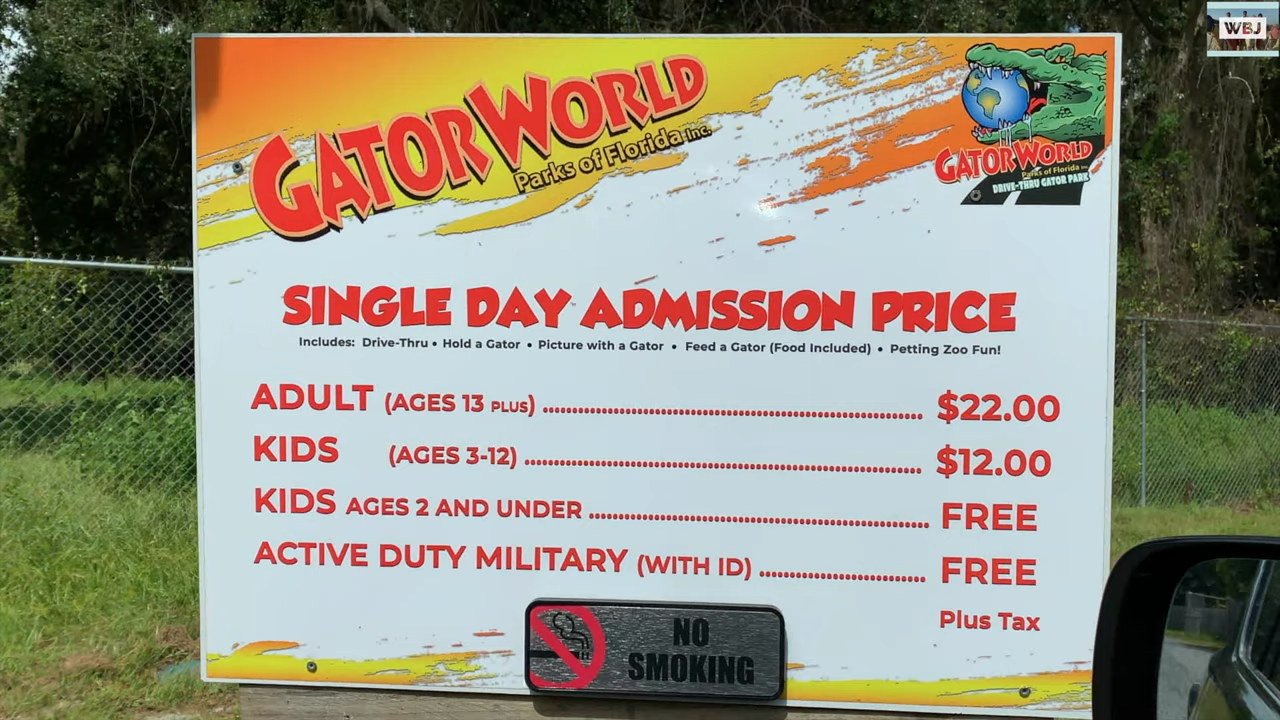 WBJ
GATORWORLD
Parks of Florida Inc.
GATORWORLD
Parks of Florida Inc.
DRIVE-THRU GATOR PARK
SINGLE DAY ADMISSION PRICE
Includes: Drive-Thru • Hold a Gator • Picture with a Gator • Feed a Gator (Food Included) • Petting Zoo Fun!
ADULT (AGES 13 PLUS) ........................................ $22.00
KIDS (AGES 3-12) ........................................ $12.00
KIDS AGES 2 AND UNDER ........................................ FREE
ACTIVE DUTY MILITARY (WITH ID) ........................ FREE
Plus Tax
NO
SMOKING